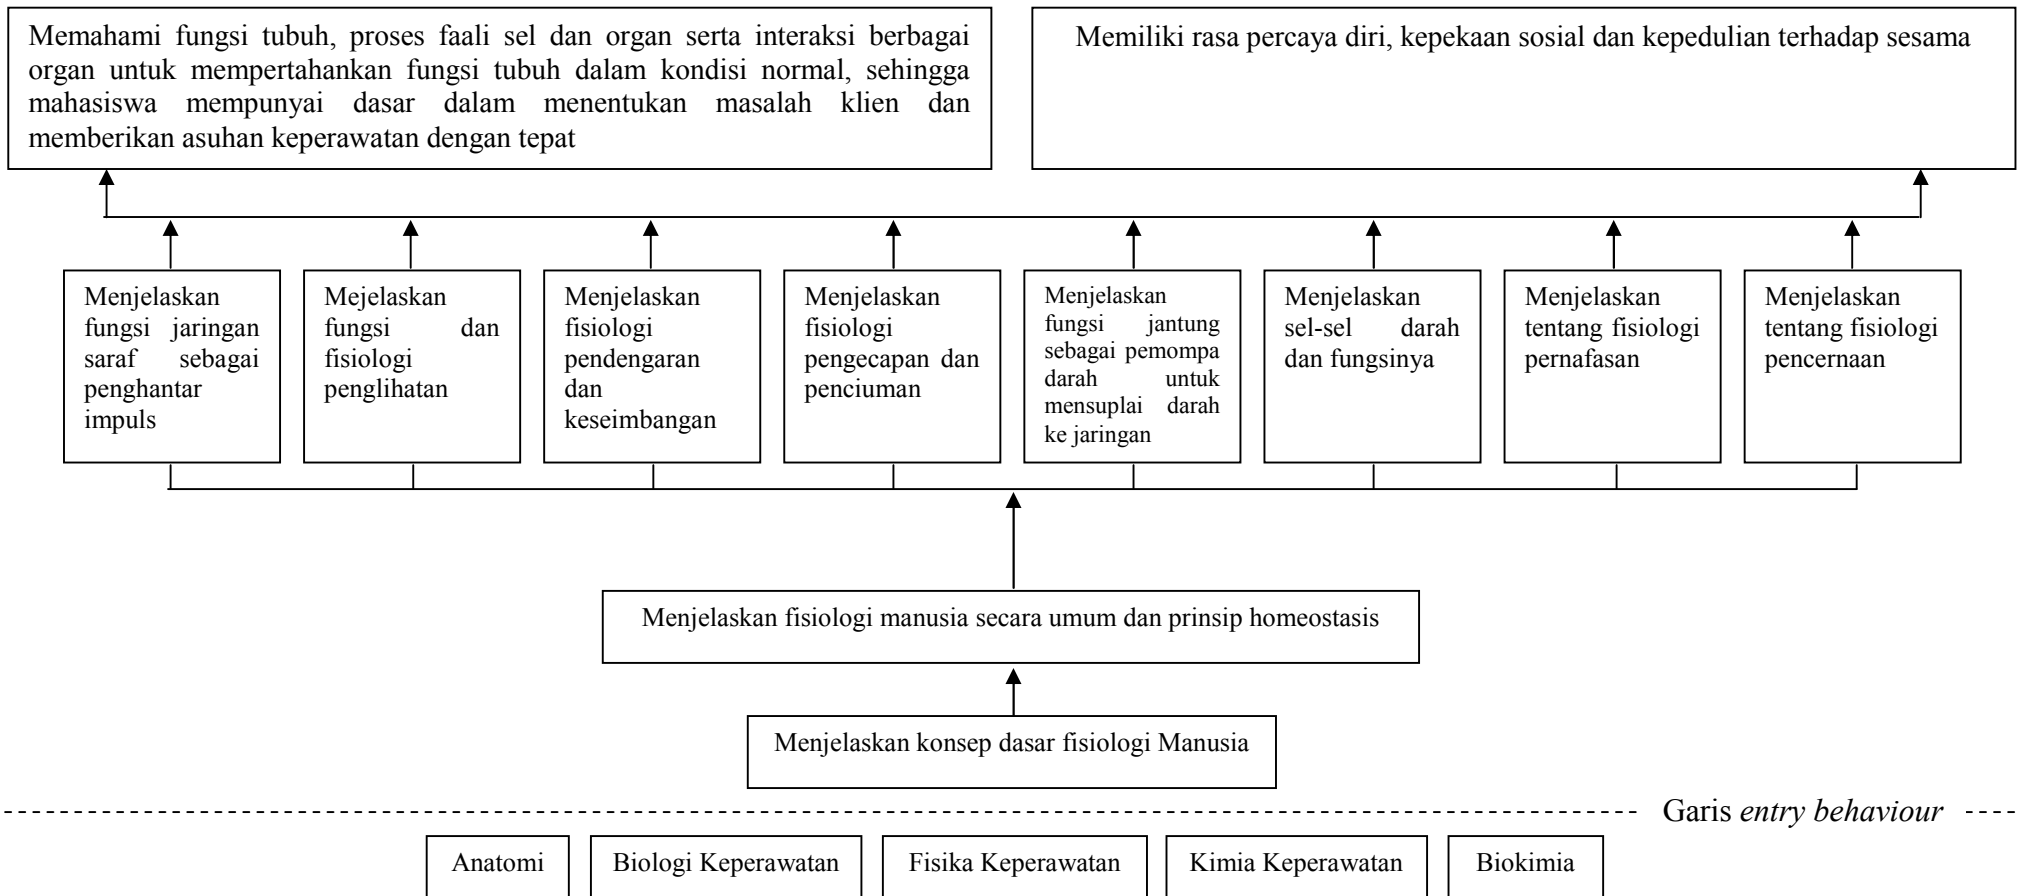 Memahami fungsi tubuh, proses faali sel dan organ serta interaksi berbagai
organ untuk mempertahankan fungsi tubuh dalam kondisi normal, sehingga
mahasiswa mempunyai dasar dalam menentukan masalah klien dan
memberikan asuhan keperawatan dengan tepat
Memiliki rasa percaya diri, kepekaan sosial dan kepedulian terhadap sesama
Menjelaskan
fungsi jaringan
saraf sebagai
penghantar
impuls
Mejelaskan
fungsi dan
fisiologi
penglihatan
Menjelaskan
fisiologi
pendengaran
dan
keseimbangan
Menjelaskan
fisiologi
pengecapan dan
penciuman
Menjelaskan
fungsi jantung
sebagai pemompa
darah untuk
mensuplai darah
ke jaringan
Menjelaskan
sel-sel darah
dan fungsinya
Menjelaskan
tentang fisiologi
pernafasan
Menjelaskan
tentang fisiologi
pencernaan
Menjelaskan fisiologi manusia secara umum dan prinsip homeostasis
Menjelaskan konsep dasar fisiologi Manusia
Garis entry behaviour
Anatomi
Biologi Keperawatan
Fisika Keperawatan
Kimia Keperawatan
Biokimia